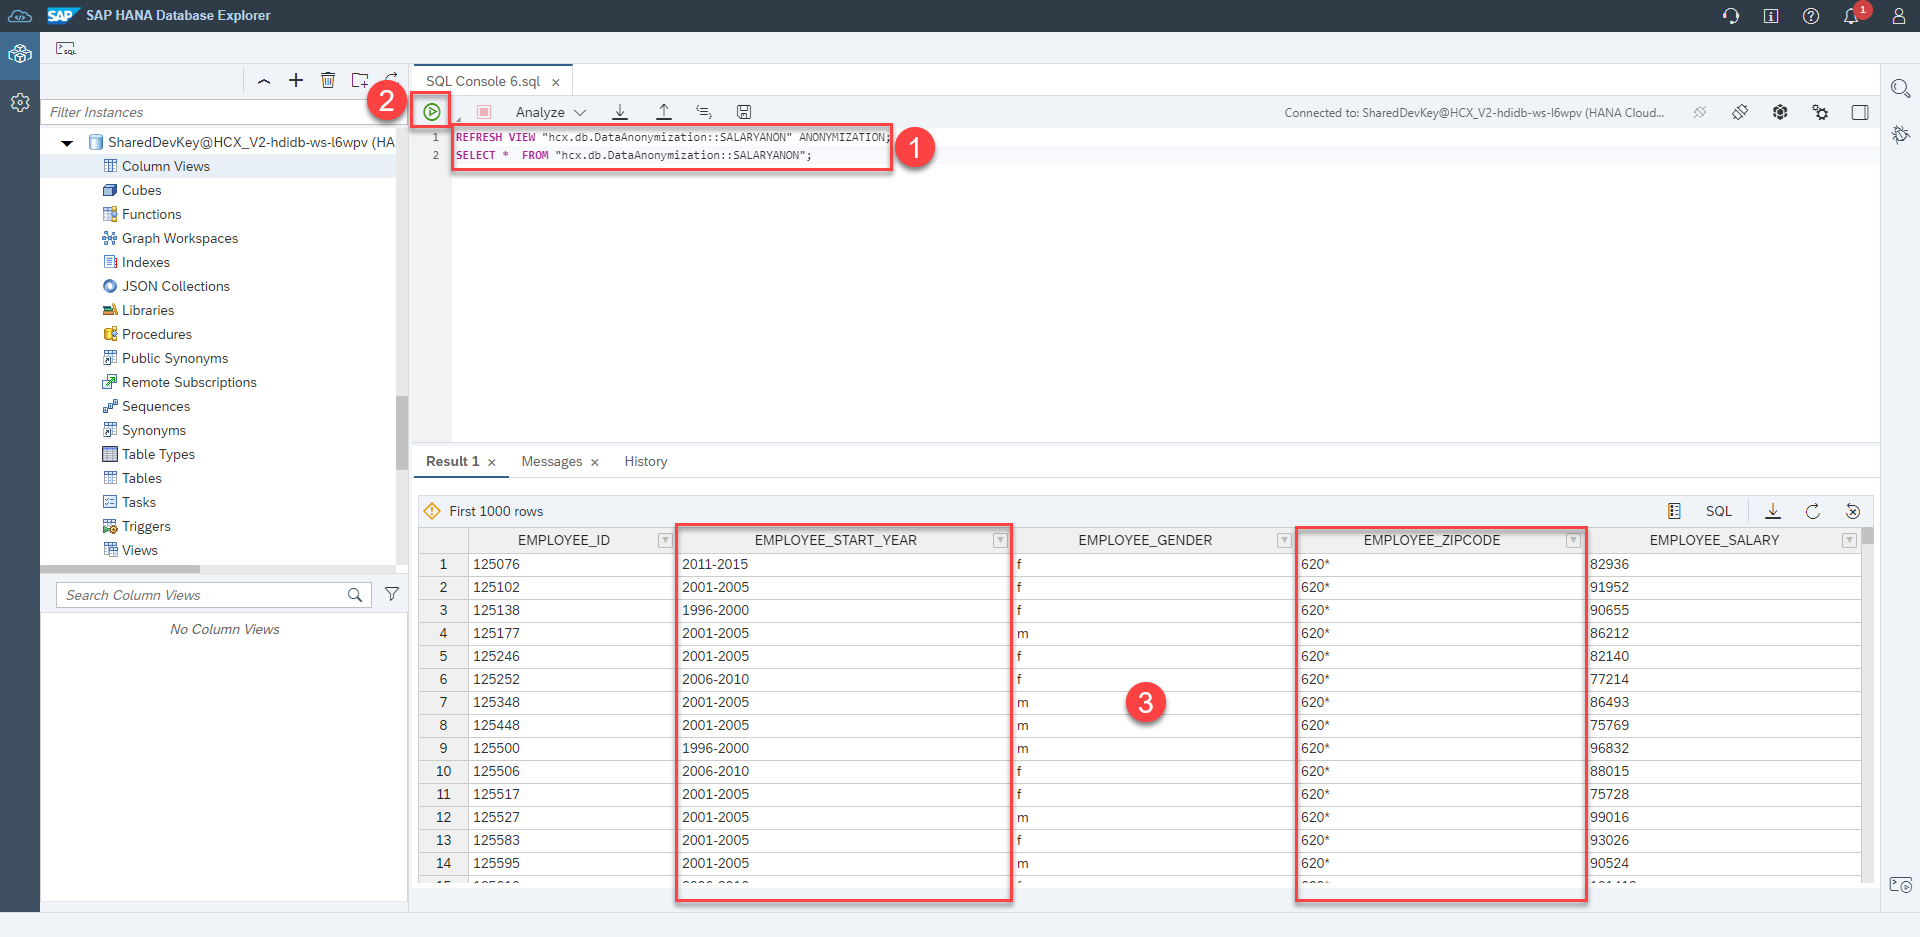 SAP SAP HANA Database Explorer
1
SQL
SQL Console 6.sql
Filter Instances
2
Analyze
Connected to: SharedDevKey@HCX_V2-hdidb-ws-l6wpv (HANA Cloud...
1 REFRESH VIEW "hcx.db.DataAnonymization::SALARYANON" ANONYMIZATION;
2 SELECT * FROM "hcx.db.DataAnonymization::SALARYANON";
1
SharedDevKey@HCX_V2-hdidb-ws-l6wpv (HA
Column Views
Cubes
Functions
Graph Workspaces
Indexes
JSON Collections
Libraries
Procedures
Public Synonyms
Remote Subscriptions
Sequences
Synonyms
Table Types
Tables
Tasks
Triggers
Views
Search Column Views
No Column Views
Result 1 Messages History
First 1000 rows SQL
EMPLOYEE_ID EMPLOYEE_START_YEAR EMPLOYEE_GENDER EMPLOYEE_ZIPCODE EMPLOYEE_SALARY
1 125076 2011-2015 f 620* 82936
2 125102 2001-2005 f 620* 91952
3 125138 1996-2000 f 620* 90655
4 125177 2001-2005 m 620* 86212
5 125246 2001-2005 f 620* 82140
6 125252 2006-2010 f 620* 77214
7 125348 2001-2005 m 620* 86493
3
8 125448 2001-2005 m 620* 75769
9 125500 1996-2000 m 620* 96832
10 125506 2006-2010 f 620* 88015
11 125517 2001-2005 f 620* 75728
12 125527 2001-2005 m 620* 99016
13 125583 2001-2005 f 620* 93026
14 125595 2001-2005 m 620* 90524